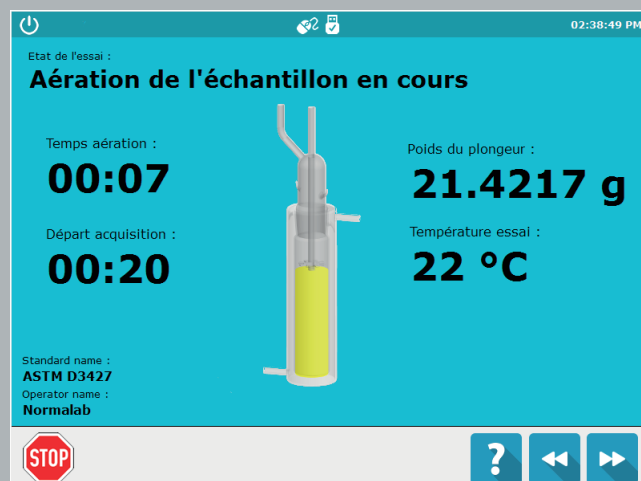 02:38:49 PM
Etat de l'essai :
Aération de l'échantillon en cours
Temps aération :
00:07
Poids du plongeur :
21.4217 g
Départ acquisition :
00:20
Température essai :
22 °C
Standard name :
ASTM D3427
Operator name :
Normalab
STOP
?